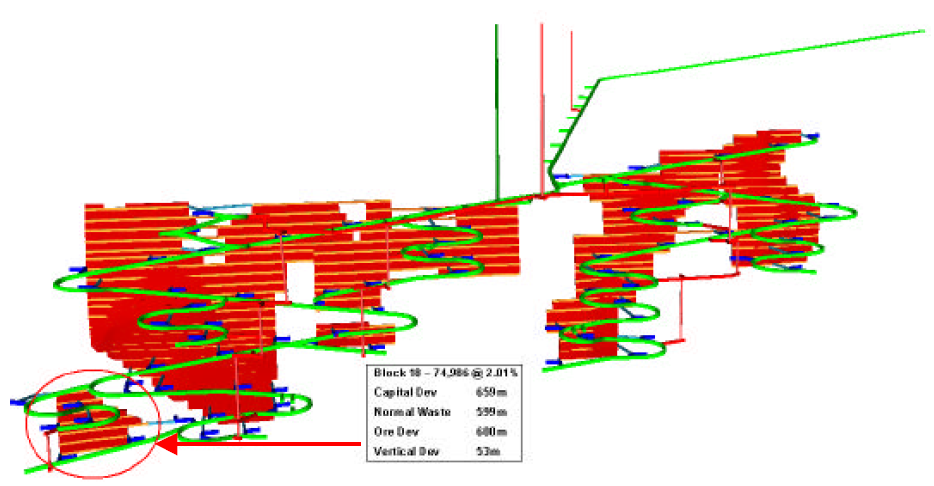 Block 18 – 74,986 @ 2.01%
Capital Dev 659m
Normal Waste 599m
Ore Dev 600m
Vertical Dev 53m